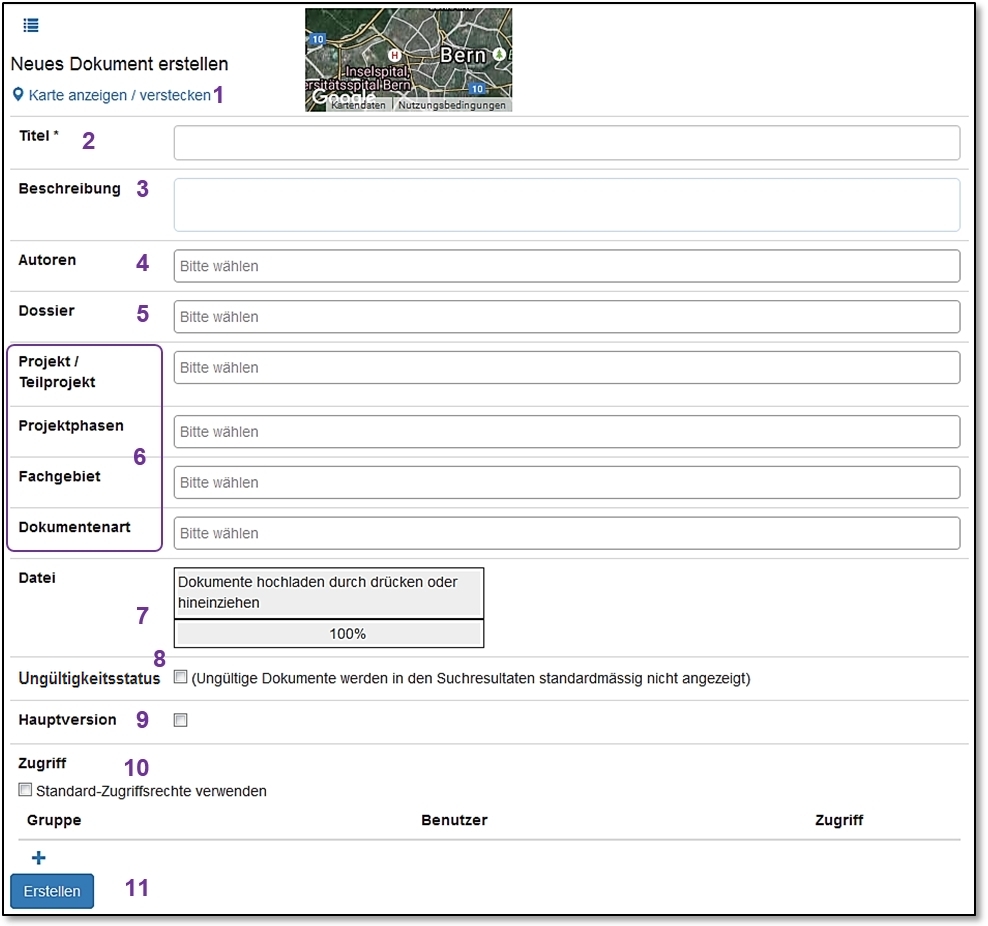 10
H
Bern
Inselspital,
ersitätsspital Bern
10
Google
Kartendaten
Nutzungsbedingungen
Neues Dokument erstellen
Karte anzeigen / verstecken 1
Titel * 2
Beschreibung 3
Autoren 4 Bitte wählen
Dossier 5 Bitte wählen
Projekt / Bitte wählen
Teilprojekt
Projektphasen Bitte wählen
6
Fachgebiet Bitte wählen
Dokumentenart Bitte wählen
Datei Dokumente hochladen durch drücken oder
hineinziehen
7
100%
8
Ungültigkeitsstatus (Ungültige Dokumente werden in den Suchresultaten standardmässig nicht angezeigt)
Hauptversion 9
Zugriff 10
Standard-Zugriffsrechte verwenden
Gruppe Benutzer Zugriff
Erstellen 11